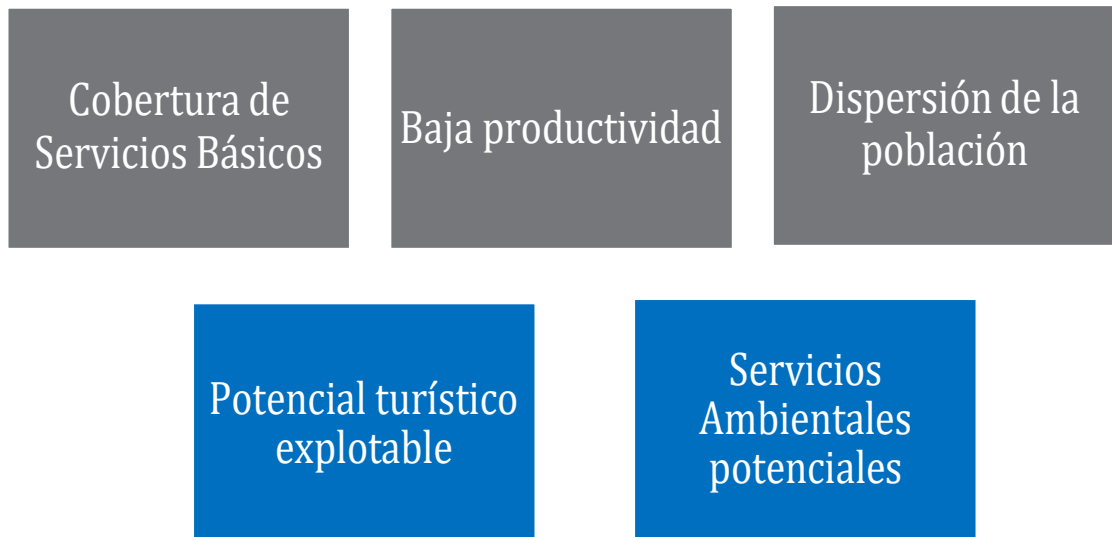 Cobertura de
Servicios Básicos
Baja productividad
Dispersión de la
población
Potencial turístico
explotable
Servicios
Ambientales
potenciales